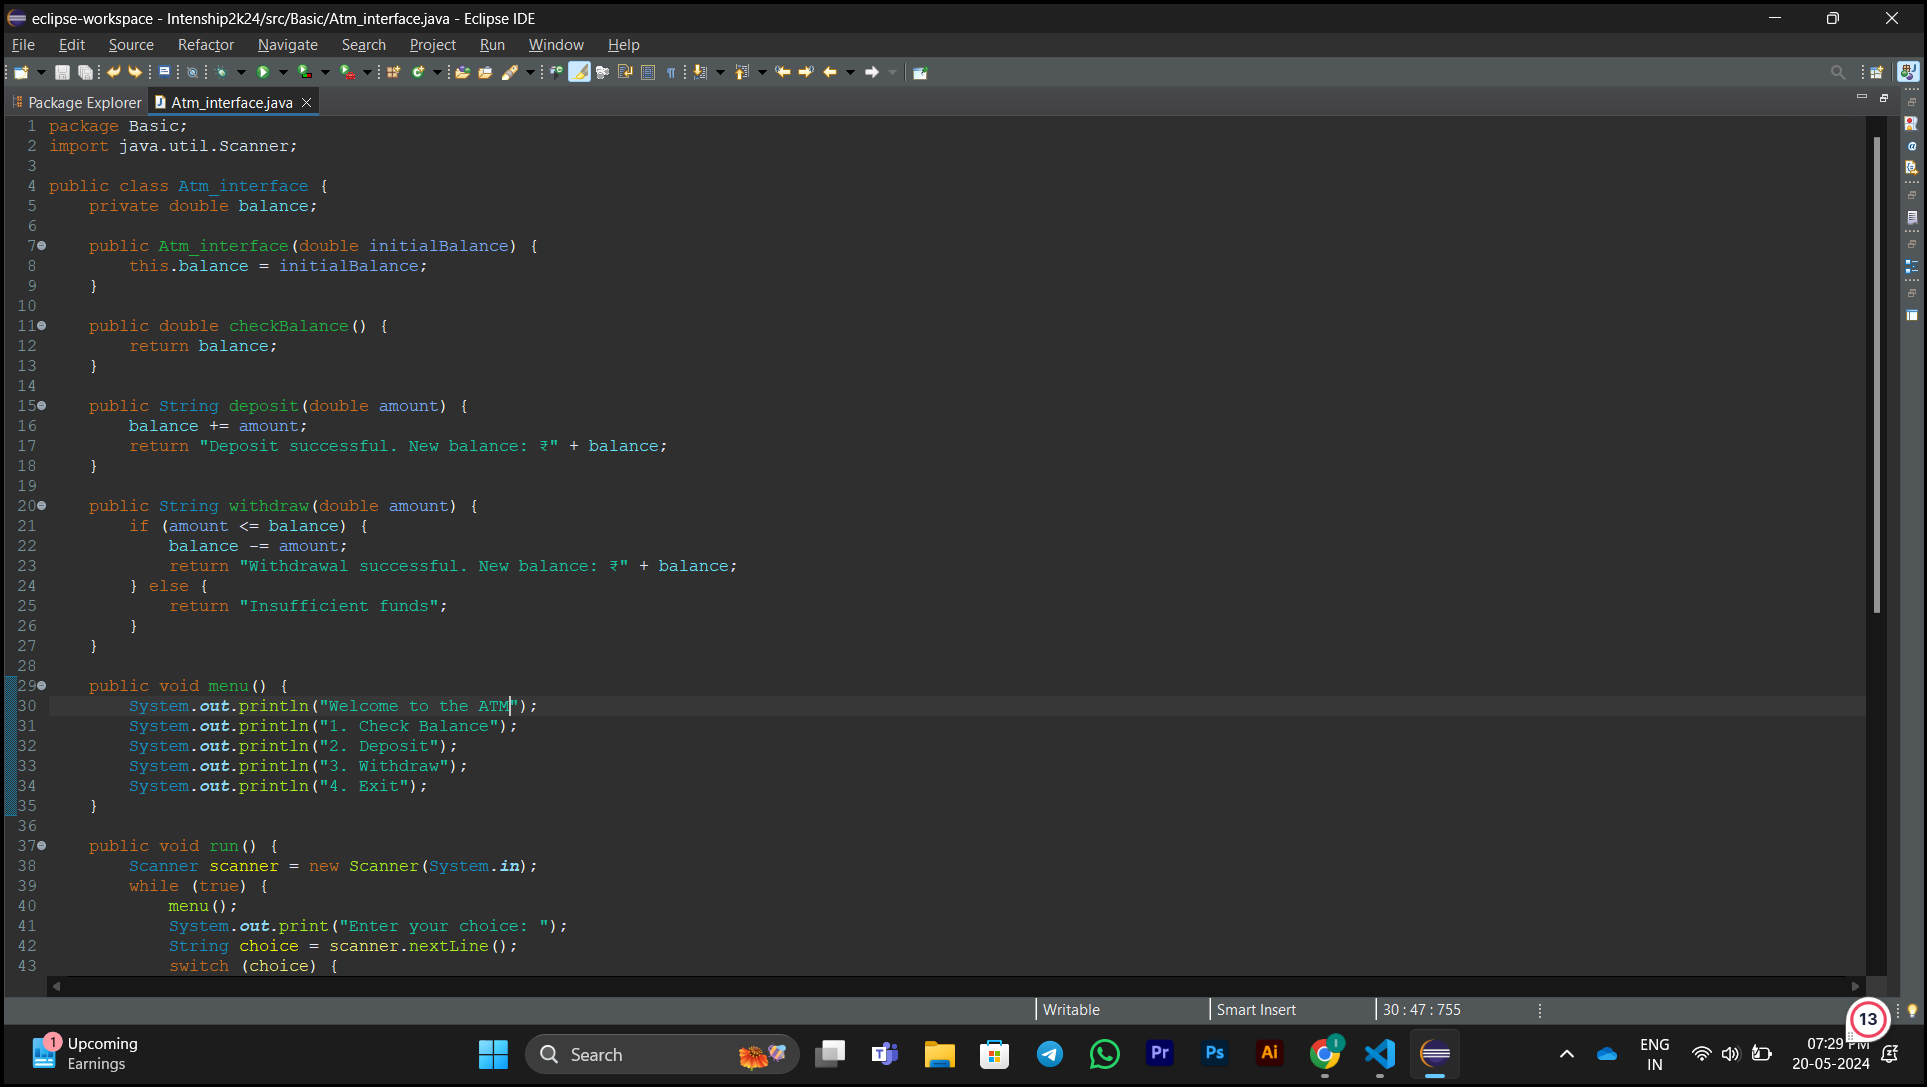 eclipse-workspace - Intenship2k24/src/Basic/Atm_interface.java - Eclipse IDE
File Edit Source Refactor Navigate Search Project Run Window Help
Package Explorer Atm_interface.java
1 package Basic;
2 import java.util.Scanner;
3
4 public class Atm_interface {
5     private double balance;
6
7     public Atm_interface(double initialBalance) {
8         this.balance = initialBalance;
9     }
10
11     public double checkBalance() {
12         return balance;
13     }
14
15     public String deposit(double amount) {
16         balance += amount;
17         return "Deposit successful. New balance: ₹" + balance;
18     }
19
20     public String withdraw(double amount) {
21         if (amount <= balance) {
22             balance -= amount;
23             return "Withdrawal successful. New balance: ₹" + balance;
24         } else {
25             return "Insufficient funds";
26         }
27     }
28
29     public void menu() {
30         System.out.println("Welcome to the ATM");
31         System.out.println("1. Check Balance");
32         System.out.println("2. Deposit");
33         System.out.println("3. Withdraw");
34         System.out.println("4. Exit");
35     }
36
37     public void run() {
38         Scanner scanner = new Scanner(System.in);
39         while (true) {
40             menu();
41             System.out.print("Enter your choice: ");
42             String choice = scanner.nextLine();
43             switch (choice) {
Writable Smart Insert 30 : 47 : 755
13
1 Upcoming
Earnings
Search
Pr Ps Ai
ENG
IN
07:29 PM
20-05-2024